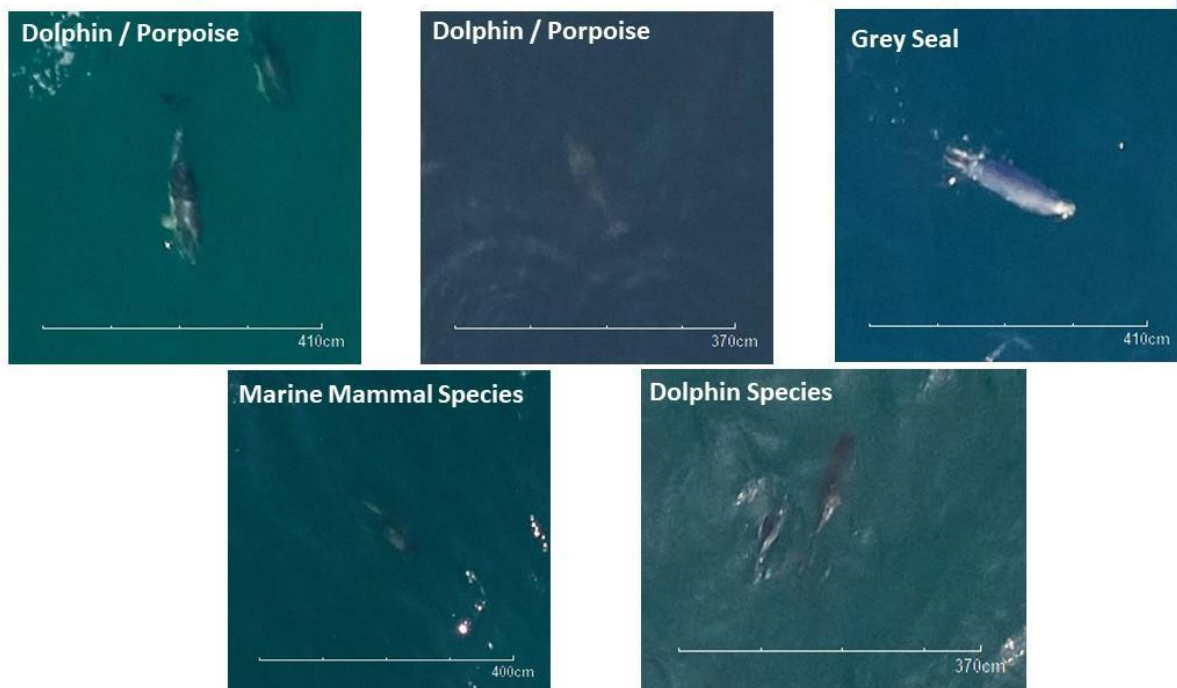 Dolphin / Porpoise
410cm
Dolphin / Porpoise
370cm
Grey Seal
410cm
Marine Mammal Species
400cm
Dolphin Species
370cm